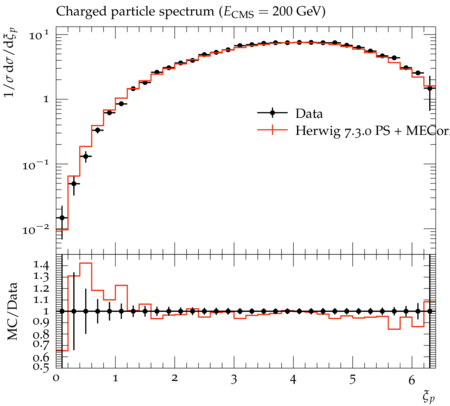 Charged particle spectrum (E_CMS = 200 GeV)
1/σ dσ/dξ_p
10^1
1
10^−1
10^−2
Data
Herwig 7.3.0 PS + MECor
MC/Data
1.4
1.3
1.2
1.1
1
0.9
0.8
0.7
0.6
0.5
0 1 2 3 4 5 6
ξ_p